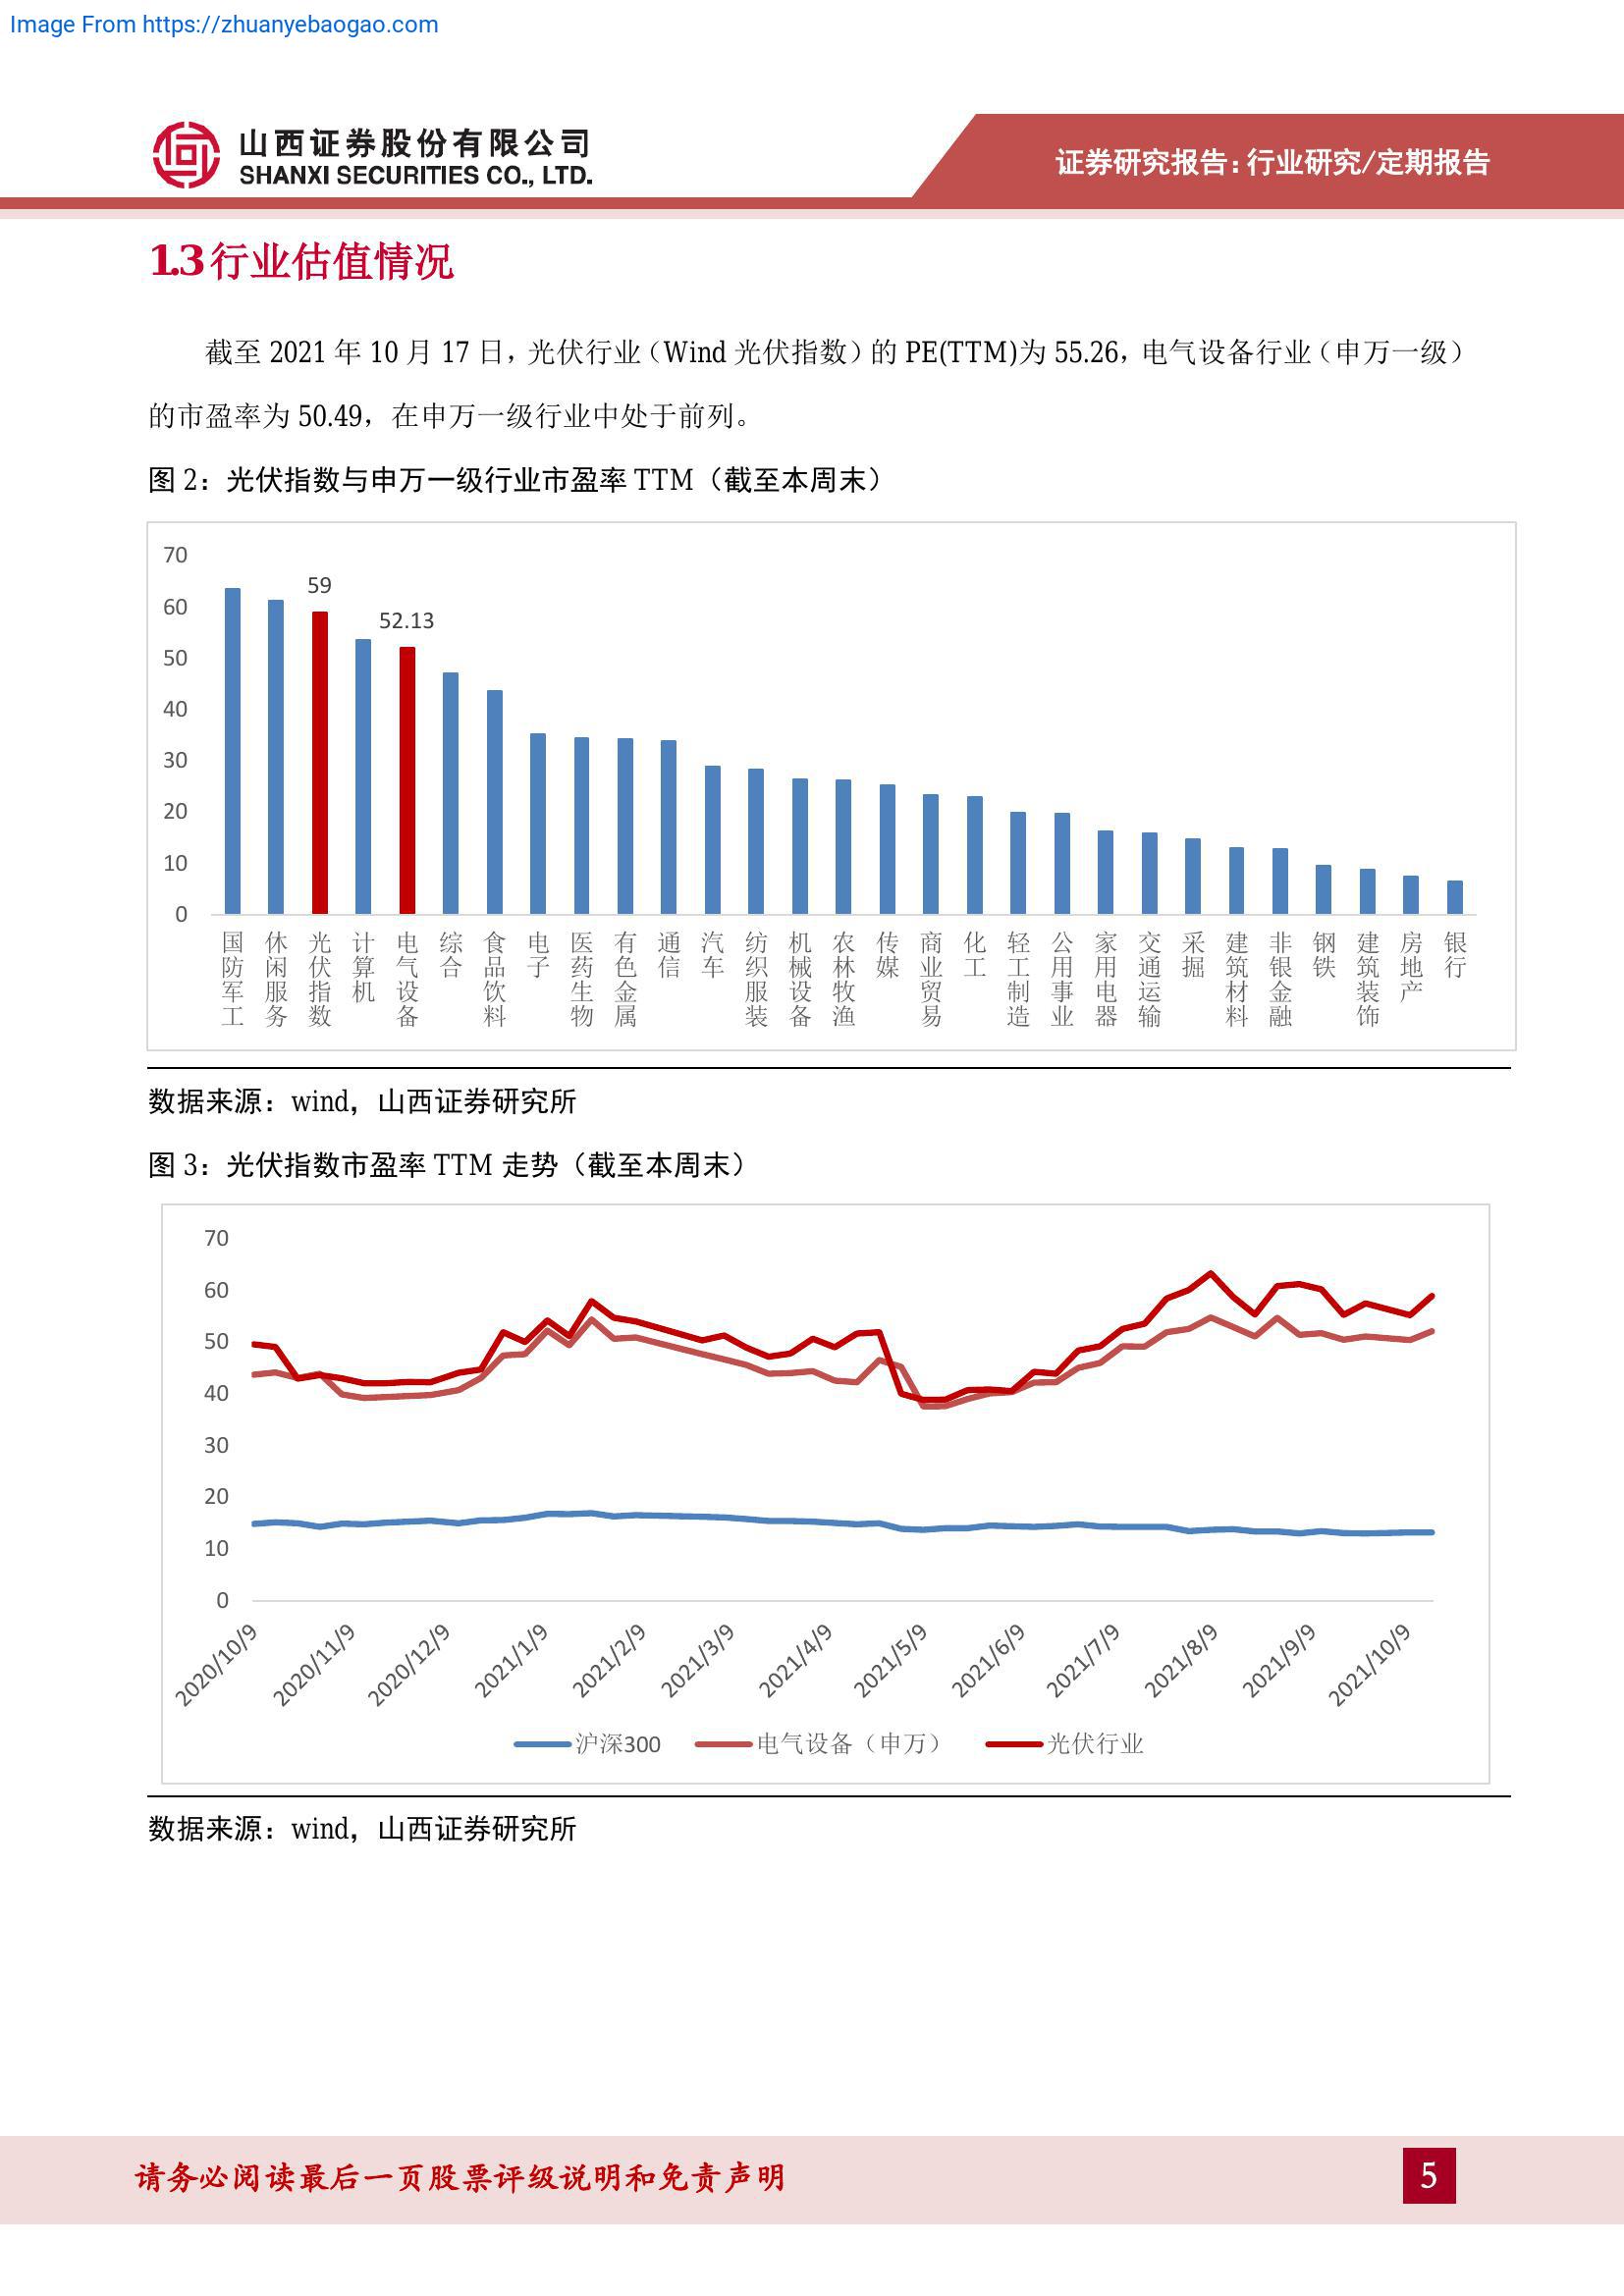 Image From https://zhuanyebaogao.com
山西证券股份有限公司
SHANXI SECURITIES CO., LTD.
证券研究报告:行业研究/定期报告
1.3 行业估值情况
截至 2021 年 10 月 17 日，光伏行业（Wind 光伏指数）的 PE(TTM)为 55.26，电气设备行业（申万一级）
的市盈率为 50.49，在申万一级行业中处于前列。
图 2：光伏指数与申万一级行业市盈率 TTM（截至本周末）
70
60
50
40
30
20
10
0
59
52.13
国防军工
休闲服务
光伏指数
计算机
电气设备
综合
食品饮料
电子
医药生物
有色金属
通信
汽车
纺织服装
机械设备
农林牧渔
传媒
商业贸易
化工
轻工制造
公用事业
家用电器
交通运输
采掘
建筑材料
非银金融
钢铁
建筑装饰
房地产
银行
数据来源：wind，山西证券研究所
图 3：光伏指数市盈率 TTM 走势（截至本周末）
70
60
50
40
30
20
10
0
2020/10/9
2020/11/9
2020/12/9
2021/1/9
2021/2/9
2021/3/9
2021/4/9
2021/5/9
2021/6/9
2021/7/9
2021/8/9
2021/9/9
2021/10/9
沪深300
电气设备（申万）
光伏行业
数据来源：wind，山西证券研究所
请务必阅读最后一页股票评级说明和免责声明
5